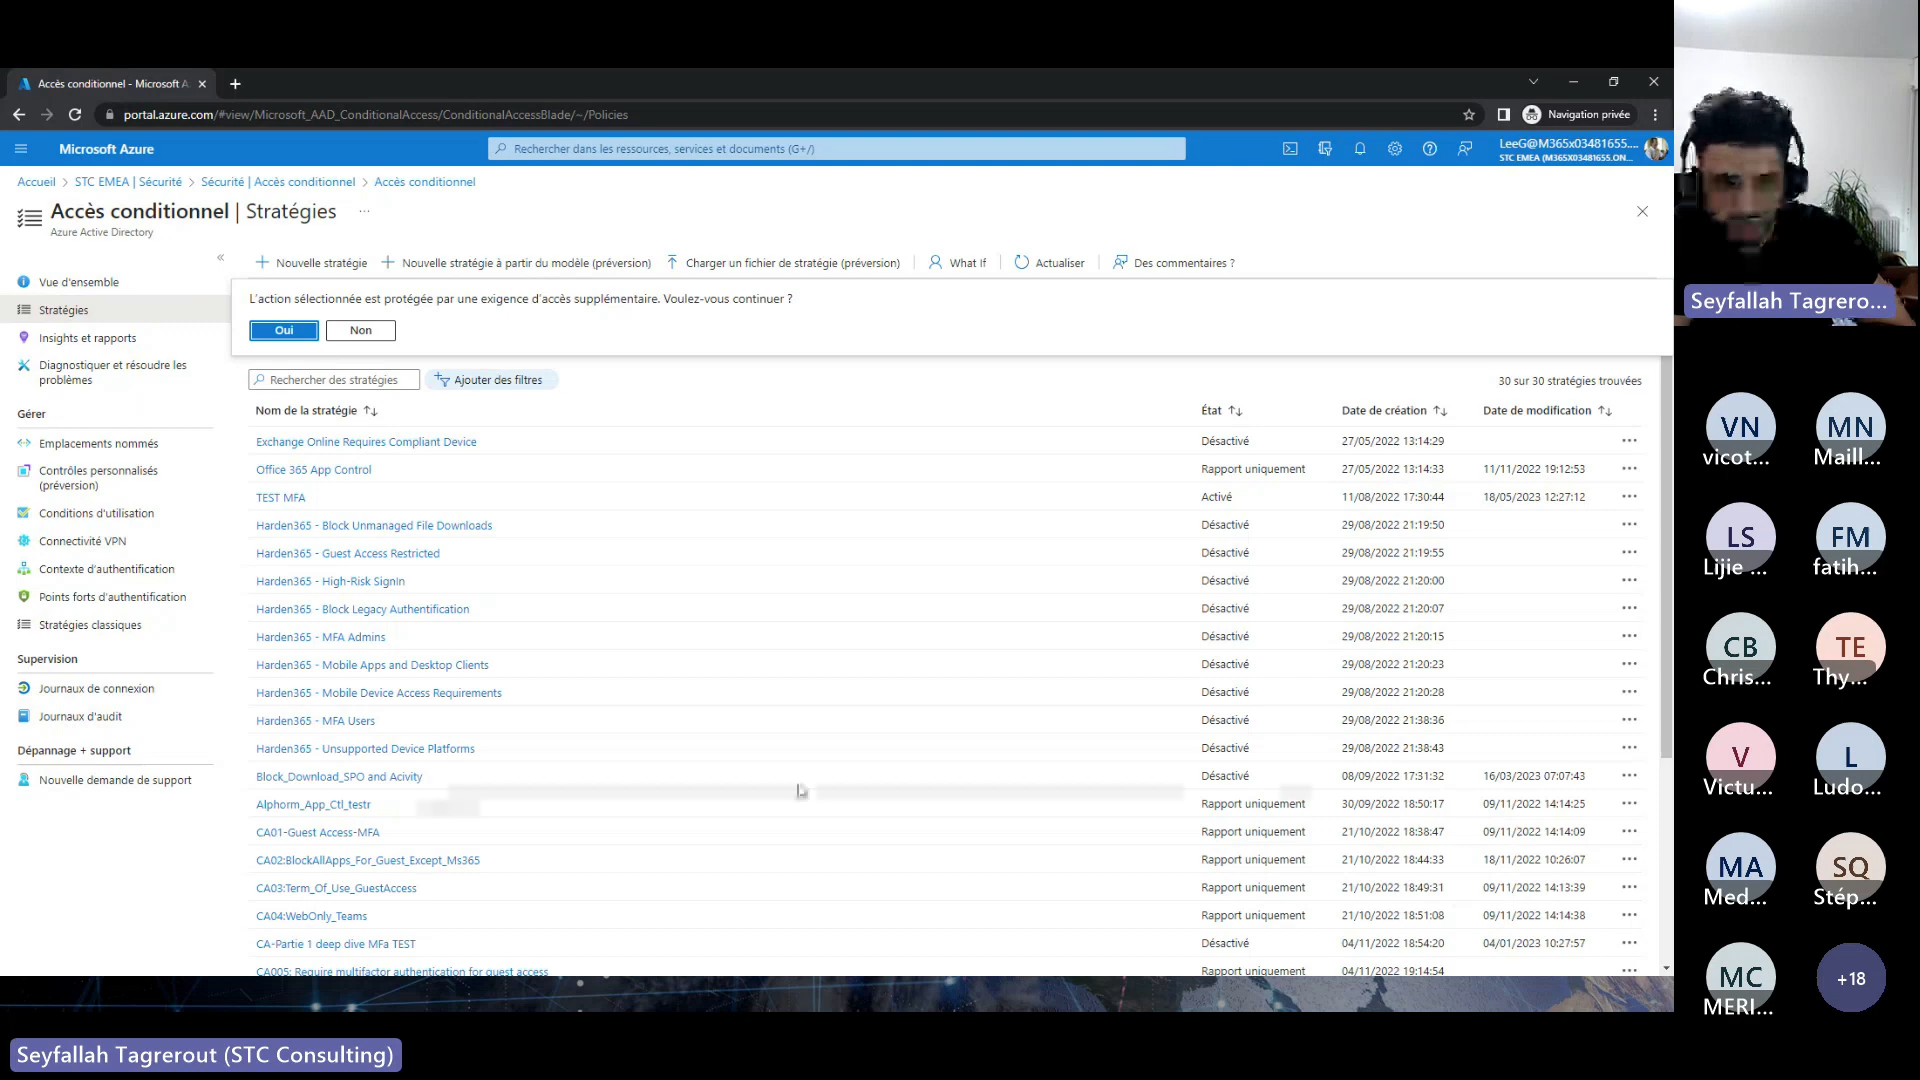 Accès conditionnel - Microsoft A
portal.azure.com/#view/Microsoft_AAD_ConditionalAccess/ConditionalAccessBlade/~/Policies
Navigation privée
Microsoft Azure
Rechercher dans les ressources, services et documents (G+/)
LeeG@M365x03481655....
STC EMEA (M365X03481655.ON...
Accueil > STC EMEA | Sécurité > Sécurité | Accès conditionnel > Accès conditionnel
Accès conditionnel | Stratégies ...
Azure Active Directory
Nouvelle stratégie
Nouvelle stratégie à partir du modèle (préversion)
Charger un fichier de stratégie (préversion)
What If
Actualiser
Des commentaires ?
Vue d'ensemble
Stratégies
Insights et rapports
Diagnostiquer et résoudre les
problèmes
Gérer
Emplacements nommés
Contrôles personnalisés
(préversion)
Conditions d'utilisation
Connectivité VPN
Contexte d'authentification
Points forts d'authentification
Stratégies classiques
Supervision
Journaux de connexion
Journaux d'audit
Dépannage + support
Nouvelle demande de support
L'action sélectionnée est protégée par une exigence d'accès supplémentaire. Voulez-vous continuer ?
Oui
Non
Rechercher des stratégies
Ajouter des filtres
30 sur 30 stratégies trouvées
Nom de la stratégie État Date de création Date de modification
Exchange Online Requires Compliant Device Désactivé 27/05/2022 13:14:29
Office 365 App Control Rapport uniquement 27/05/2022 13:14:33 11/11/2022 19:12:53
TEST MFA Activé 11/08/2022 17:30:44 18/05/2023 12:27:12
Harden365 - Block Unmanaged File Downloads Désactivé 29/08/2022 21:19:50
Harden365 - Guest Access Restricted Désactivé 29/08/2022 21:19:55
Harden365 - High-Risk SignIn Désactivé 29/08/2022 21:20:00
Harden365 - Block Legacy Authentification Désactivé 29/08/2022 21:20:07
Harden365 - MFA Admins Désactivé 29/08/2022 21:20:15
Harden365 - Mobile Apps and Desktop Clients Désactivé 29/08/2022 21:20:23
Harden365 - Mobile Device Access Requirements Désactivé 29/08/2022 21:20:28
Harden365 - MFA Users Désactivé 29/08/2022 21:38:36
Harden365 - Unsupported Device Platforms Désactivé 29/08/2022 21:38:43
Block_Download_SPO and Acivity Désactivé 08/09/2022 17:31:32 16/03/2023 07:07:43
Alphorm_App_Ctl_testr Rapport uniquement 30/09/2022 18:50:17 09/11/2022 14:14:25
CA01-Guest Access-MFA Rapport uniquement 21/10/2022 18:38:47 09/11/2022 14:14:09
CA02:BlockAllApps_For_Guest_Except_Ms365 Rapport uniquement 21/10/2022 18:44:33 18/11/2022 10:26:07
CA03:Term_Of_Use_GuestAccess Rapport uniquement 21/10/2022 18:49:31 09/11/2022 14:13:39
CA04:WebOnly_Teams Rapport uniquement 21/10/2022 18:51:08 09/11/2022 14:14:38
CA-Partie 1 deep dive MFa TEST Désactivé 04/11/2022 18:54:20 04/01/2023 10:27:57
CA005: Require multifactor authentication for guest access Rapport uniquement 04/11/2022 19:14:54
Seyfallah Tagrero...
VN
vicot...
MN
Maill...
LS
Lijie ...
FM
fatih...
CB
Chris...
TE
Thy...
V
Victu...
L
Ludo...
MA
Med...
SQ
Stép...
MC
MERI...
+18
Seyfallah Tagrerout (STC Consulting)